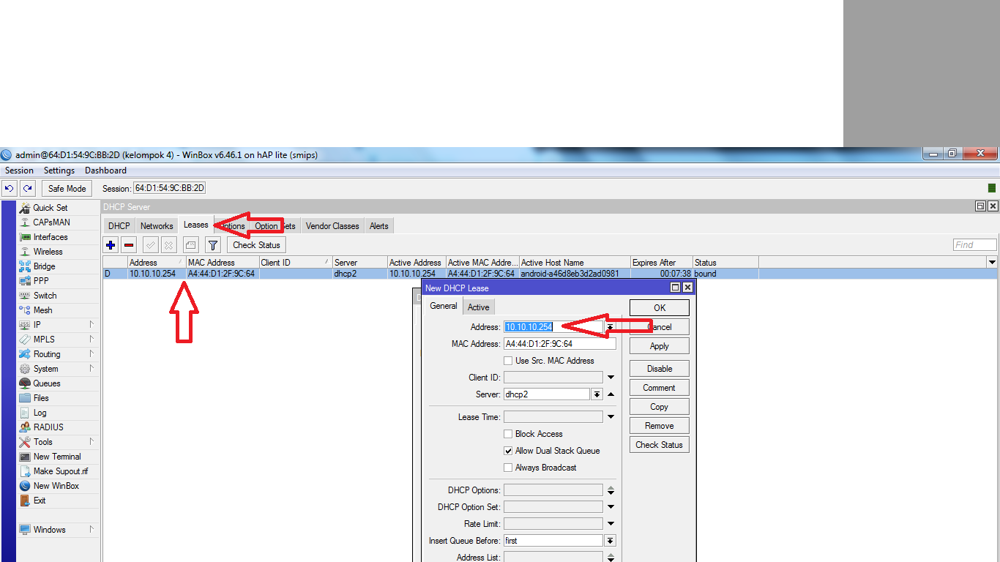 admin@64:D1:54:9C:BB:2D (kelompok 4) - WinBox v6.46.1 on hAP lite (smips)
Session Settings Dashboard
Safe Mode Session: 64:D1:54:9C:BB:2D
Quick Set
CAPsMAN
Interfaces
Wireless
Bridge
PPP
Switch
Mesh
IP
MPLS
Routing
System
Queues
Files
Log
RADIUS
Tools
New Terminal
Make Supout.rif
New WinBox
Exit
Windows
DHCP Server
DHCP Networks Leases Option Sets Vendor Classes Alerts
Check Status Find
Address MAC Address Client ID Server Active Address Active MAC Addre... Active Host Name Expires After Status
D 10.10.10.254 A4:44:D1:2F:9C:64 dhcp2 10.10.10.254 A4:44:D1:2F:9C:64 android-a46d8eb3d2ad0981 00:07:38 bound
New DHCP Lease
General Active
Address: 10.10.10.254
MAC Address: A4:44:D1:2F:9C:64
Use Src. MAC Address
Client ID:
Server: dhcp2
Lease Time:
Block Access
Allow Dual Stack Queue
Always Broadcast
DHCP Options:
DHCP Option Set:
Rate Limit:
Insert Queue Before: first
Address List:
OK
Cancel
Apply
Disable
Comment
Copy
Remove
Check Status